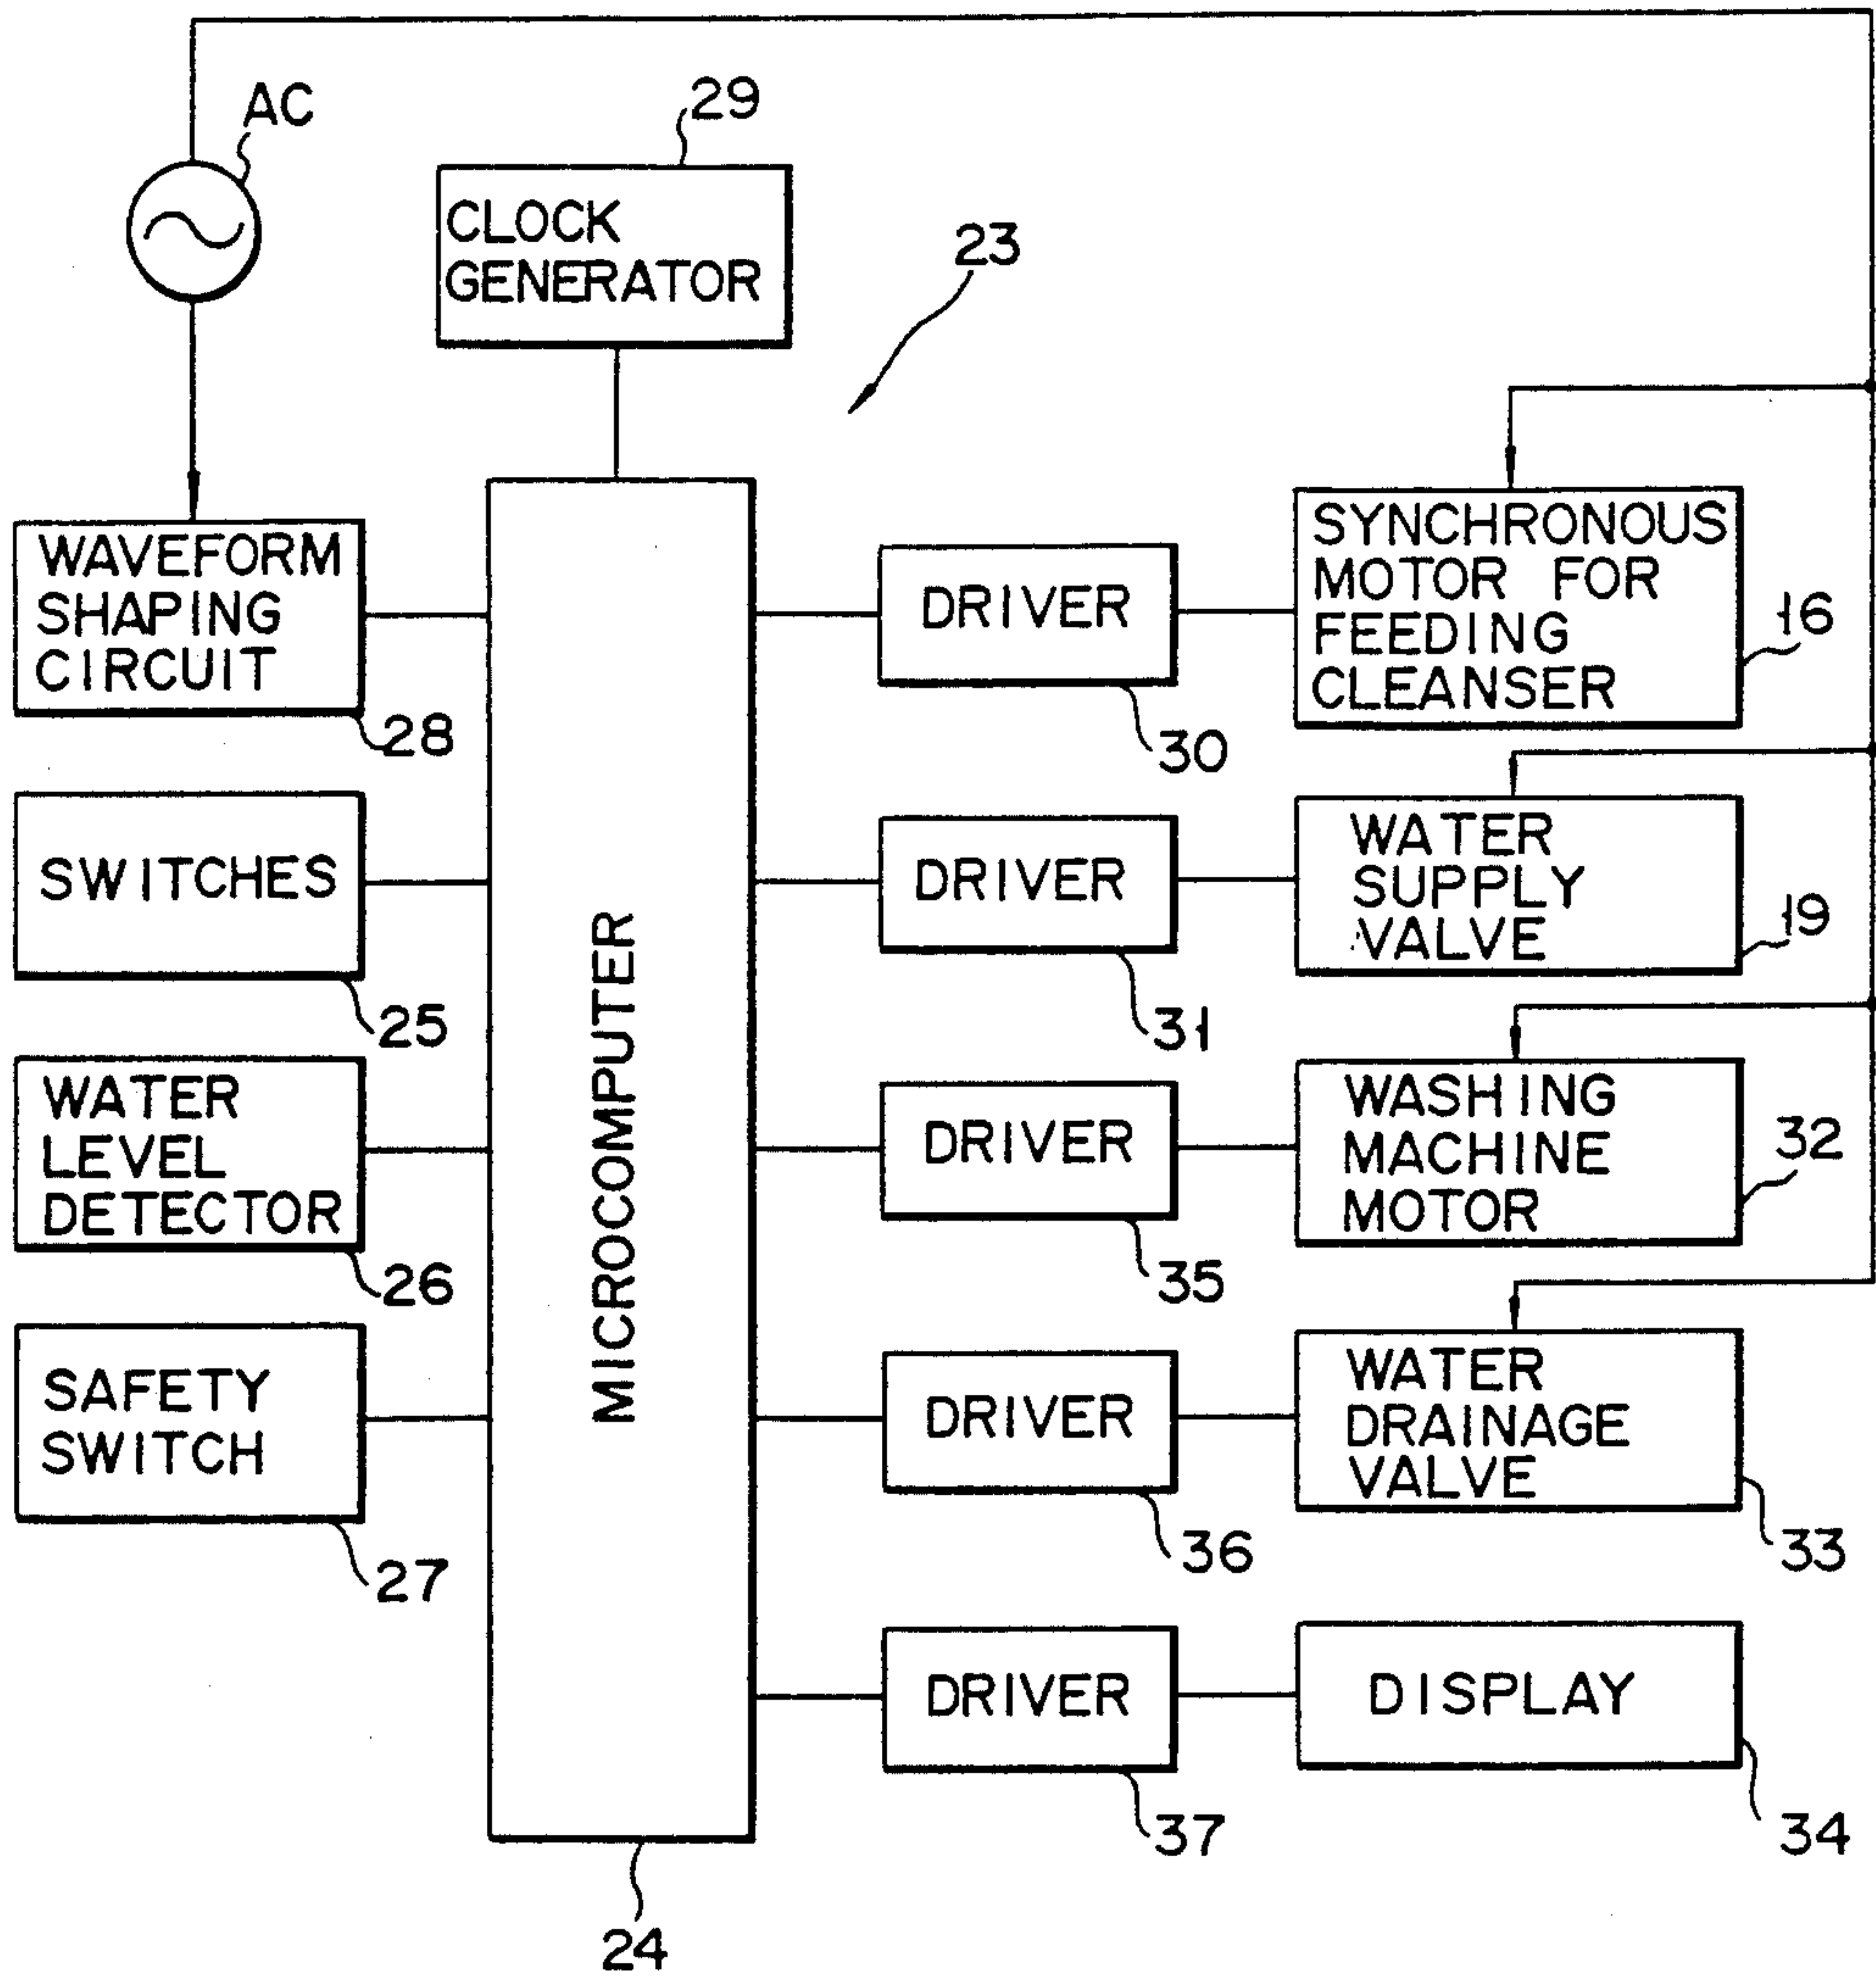 AC
29
CLOCK
GENERATOR
23
WAVEFORM
SHAPING
CIRCUIT
28
SWITCHES
25
WATER
LEVEL
DETECTOR
26
SAFETY
SWITCH
27
MICROCOMPUTER
24
DRIVER
30
SYNCHRONOUS
MOTOR FOR
FEEDING
CLEANSER
16
DRIVER
31
WATER
SUPPLY
VALVE
19
DRIVER
35
WASHING
MACHINE
MOTOR
32
DRIVER
36
WATER
DRAINAGE
VALVE
33
DRIVER
37
DISPLAY
34